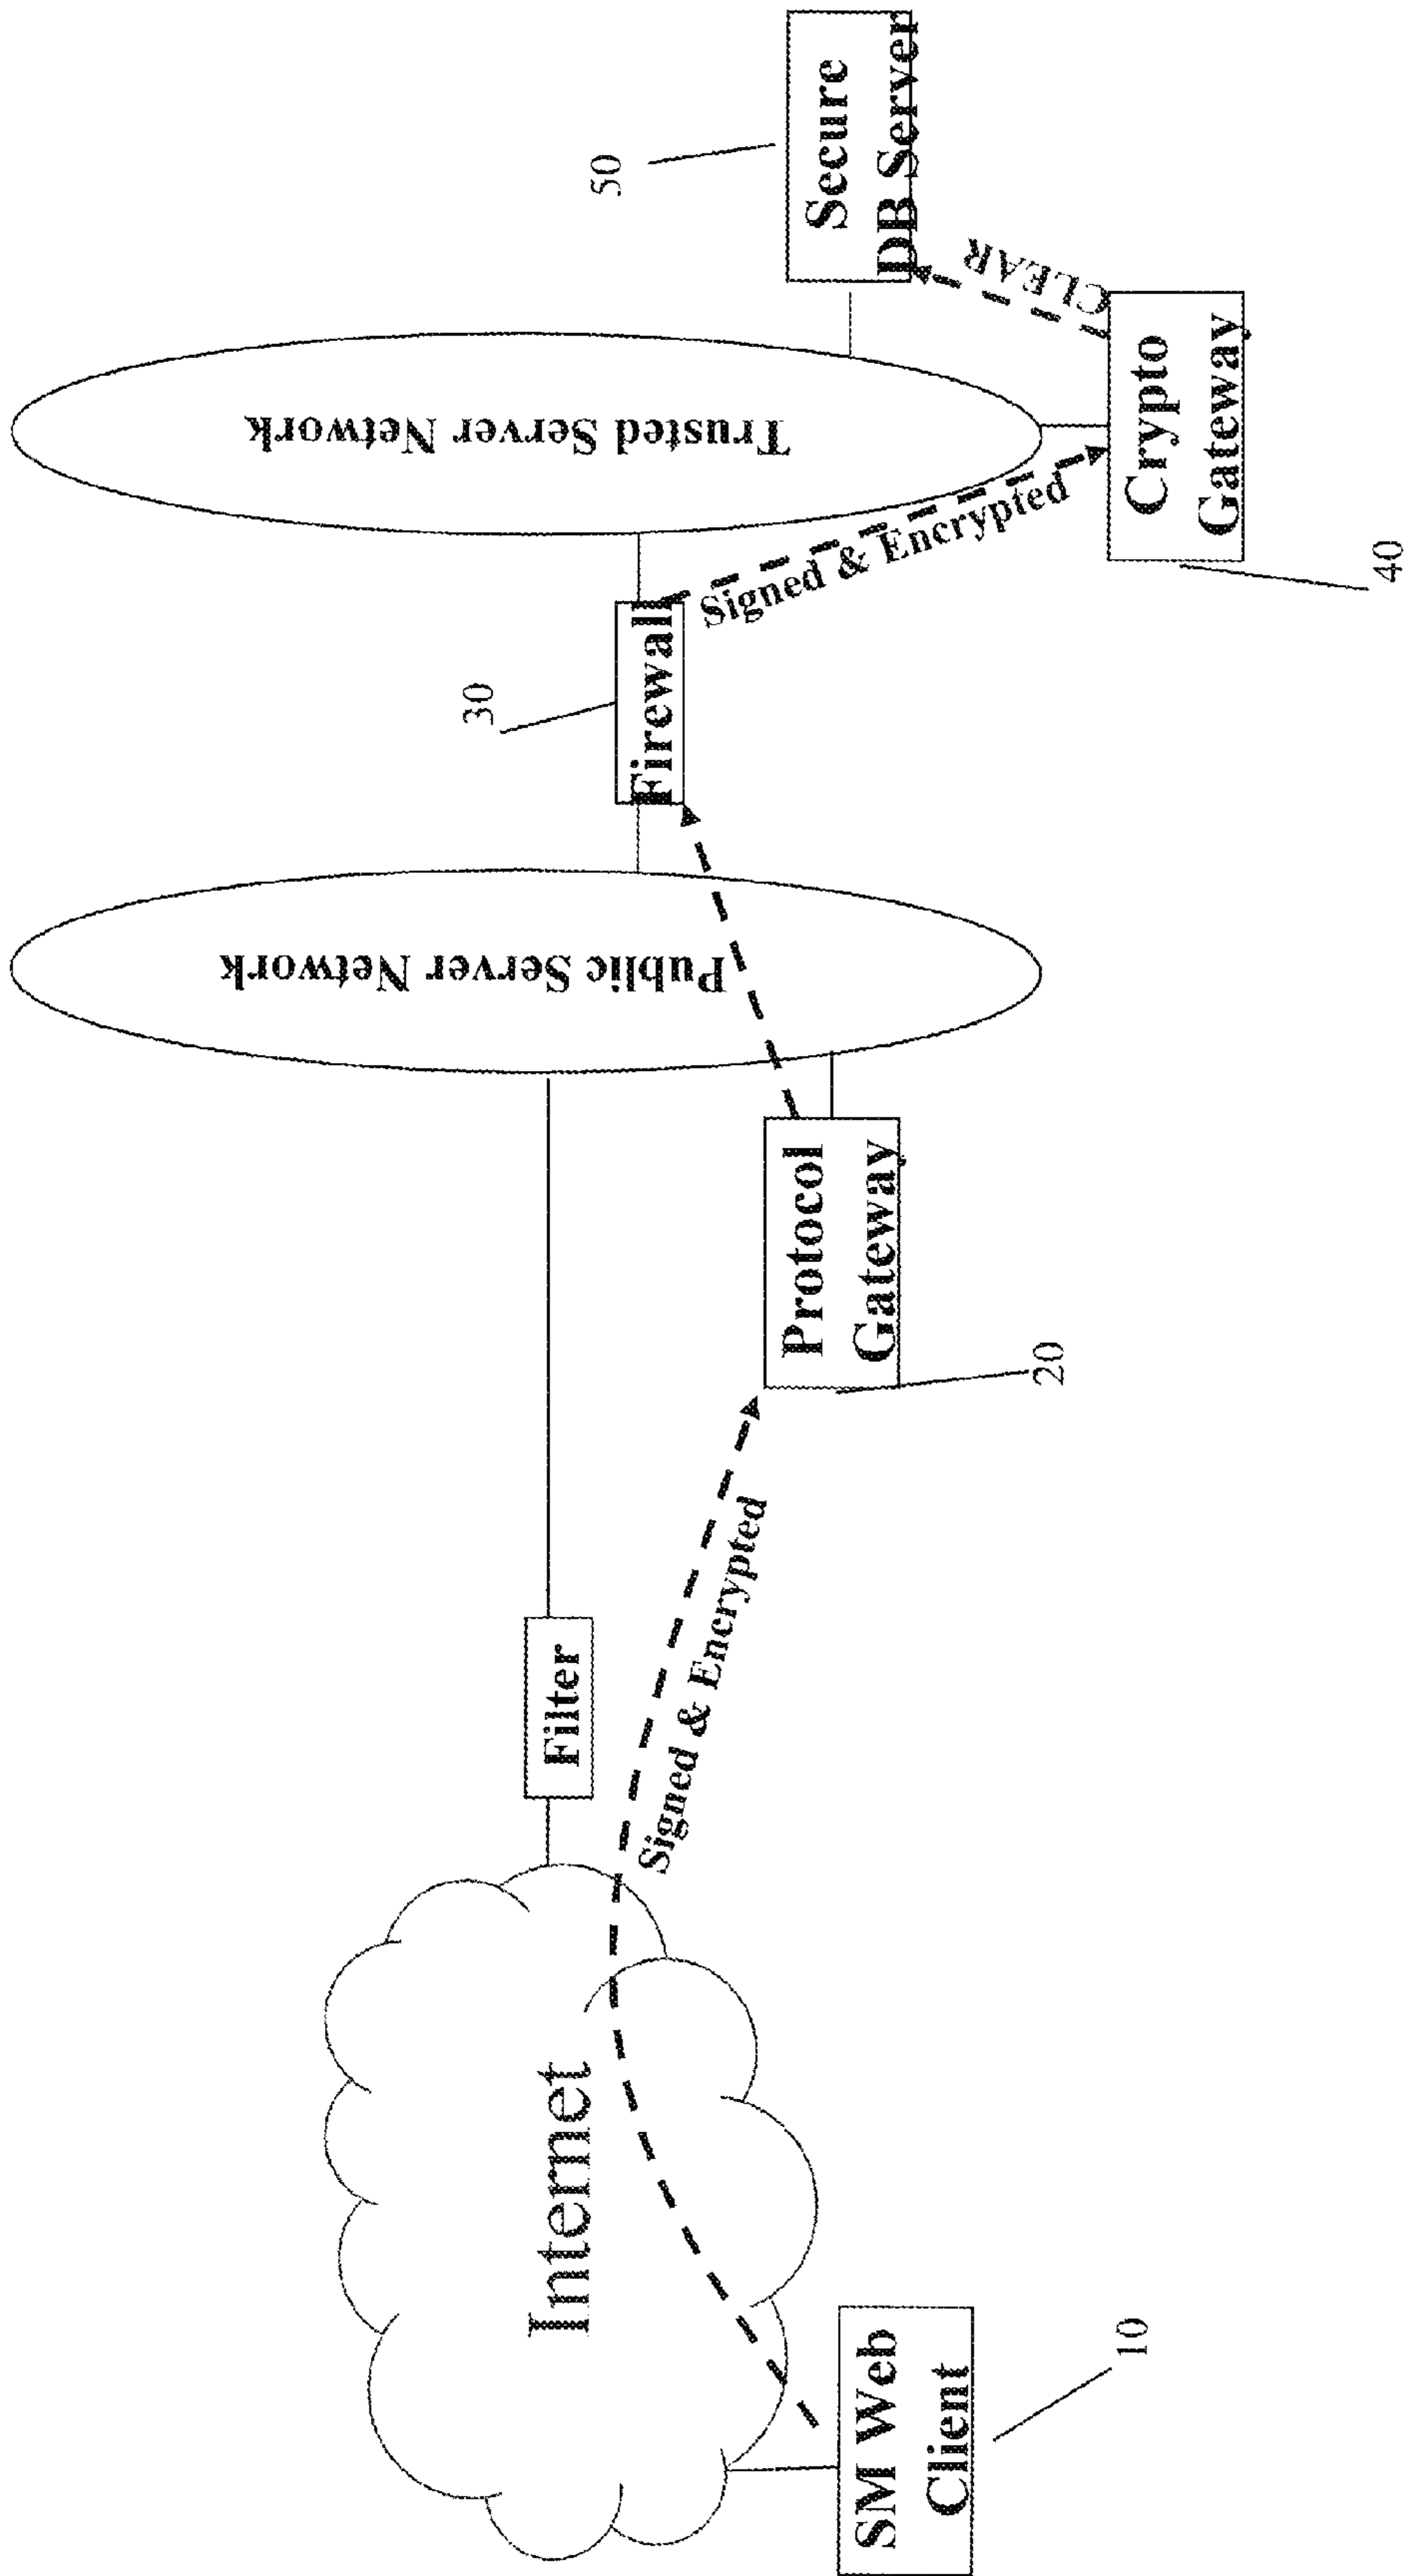 Internet
SM Web
Client
10
Filter
Signed & Encrypted
Protocol
Gateway
20
Public Server Network
Firewall
30
Signed & Encrypted
Trusted Server Network
Crypto
Gateway
40
CLEAR
Secure
DB Server
50